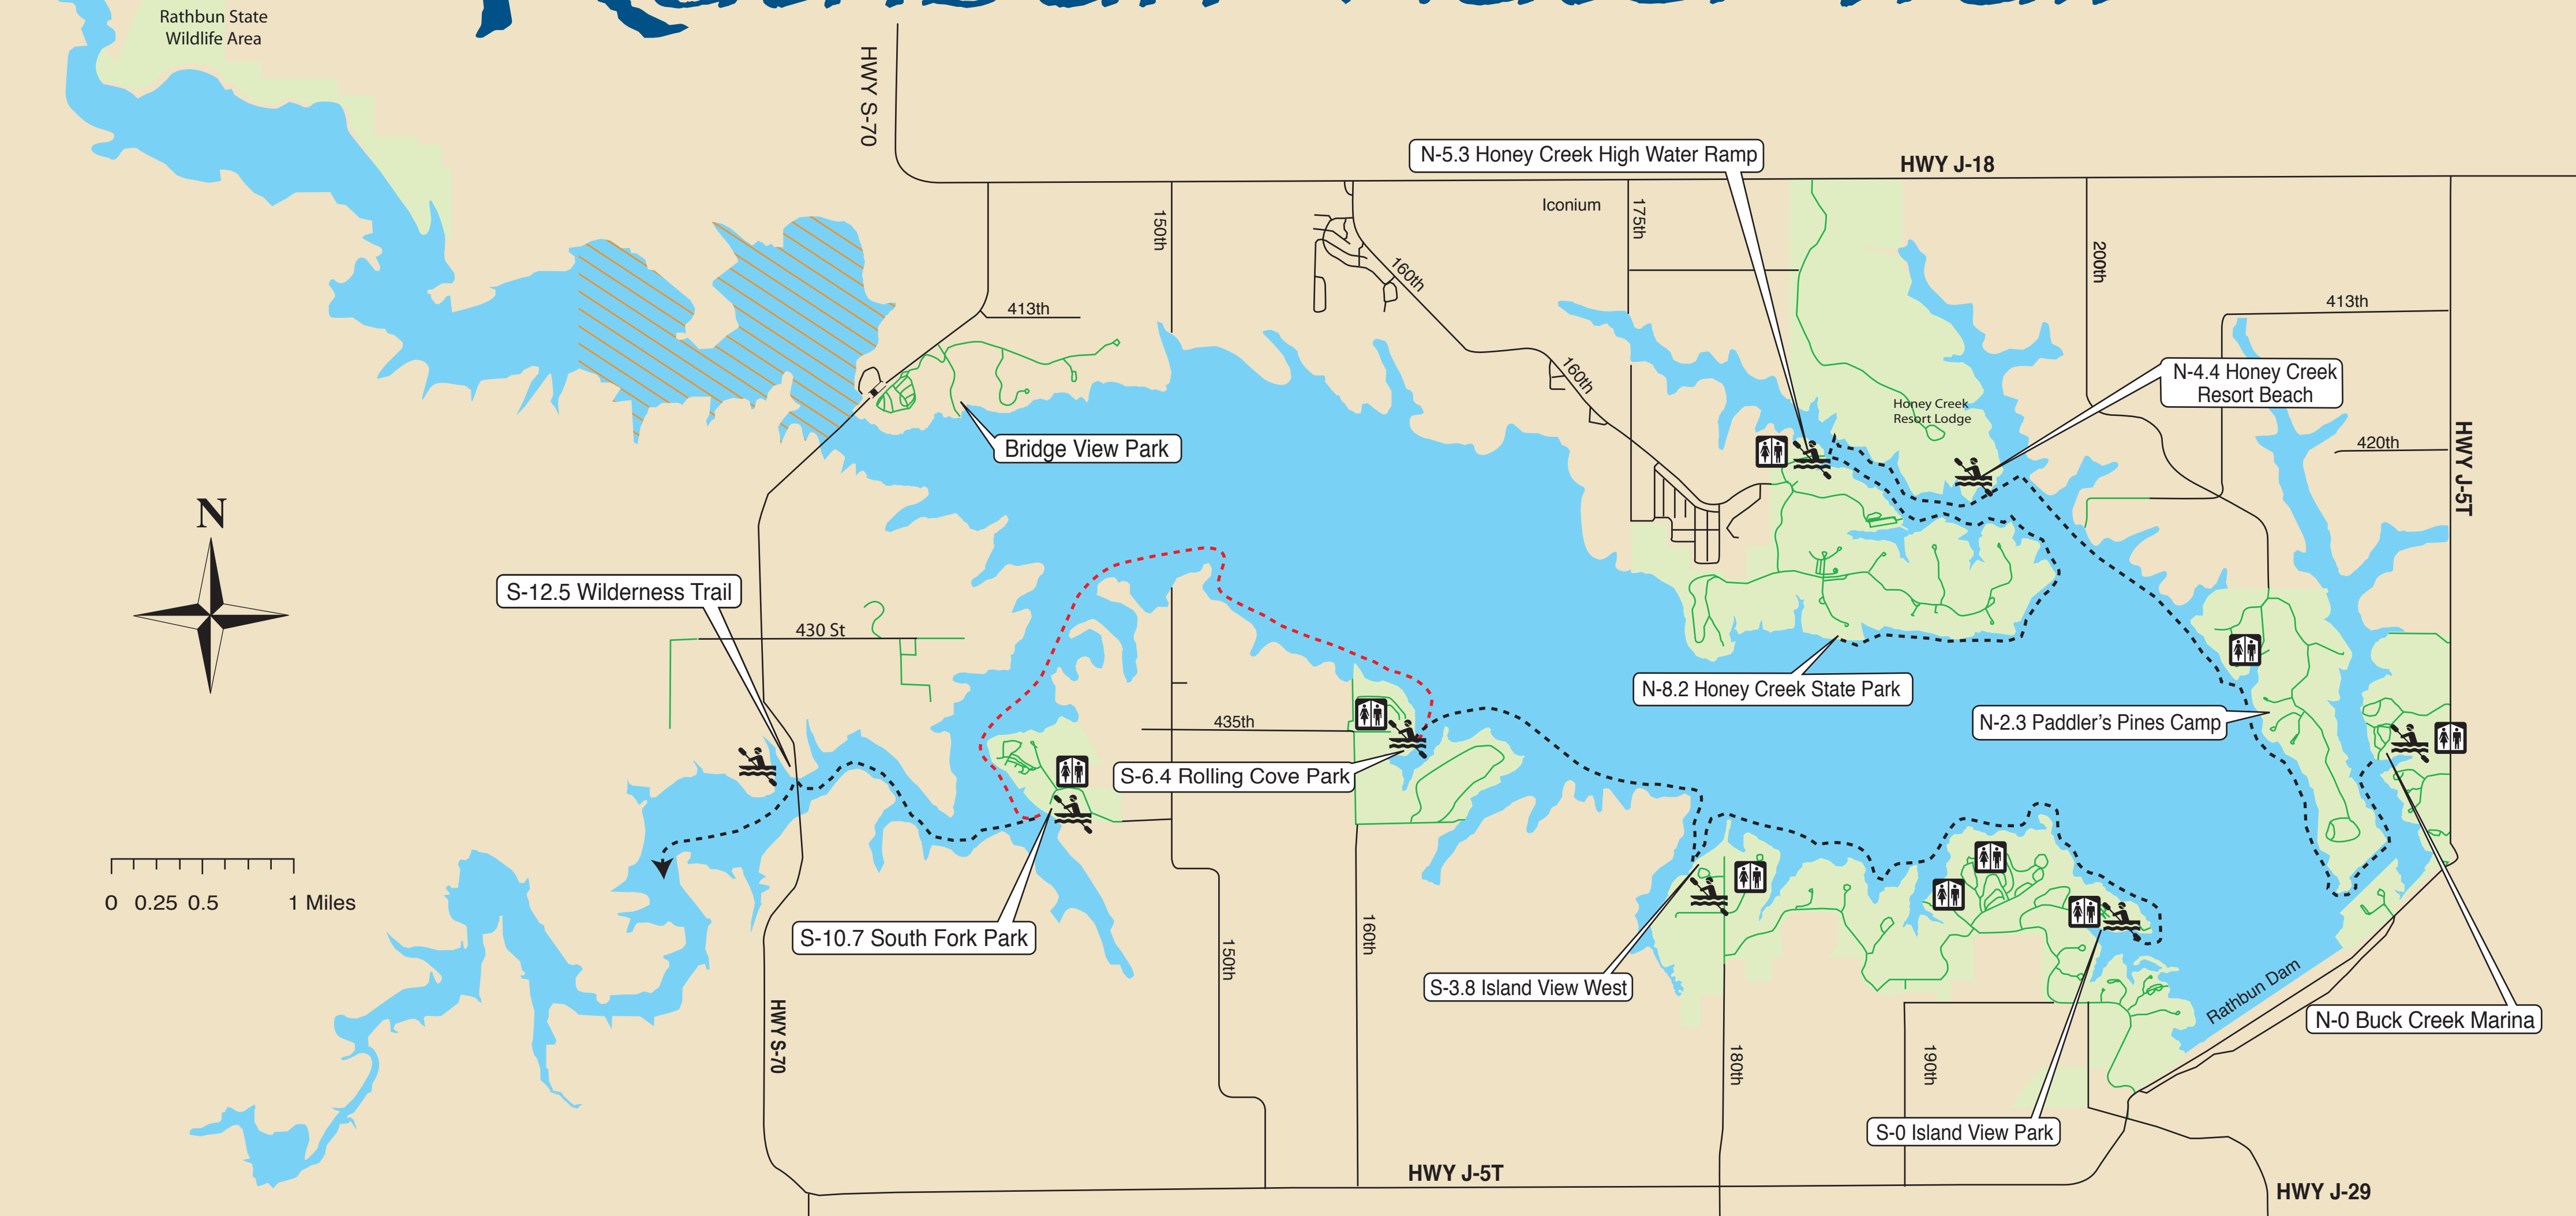 Rathbun State
Wildlife Area
HWY S-70
N-5.3 Honey Creek High Water Ramp
HWY J-18
Iconium
150th
175th
160th
200th
413th
413th
160th
N-4.4 Honey Creek
Resort Beach
Honey Creek
Resort Lodge
Bridge View Park
420th
HWY J-5T
N
S-12.5 Wilderness Trail
430 St
N-8.2 Honey Creek State Park
435th
N-2.3 Paddler's Pines Camp
S-6.4 Rolling Cove Park
0 0.25 0.5 1 Miles
S-10.7 South Fork Park
160th
150th
S-3.8 Island View West
Rathbun Dam
N-0 Buck Creek Marina
HWY S-70
180th
190th
S-0 Island View Park
HWY J-5T
HWY J-29